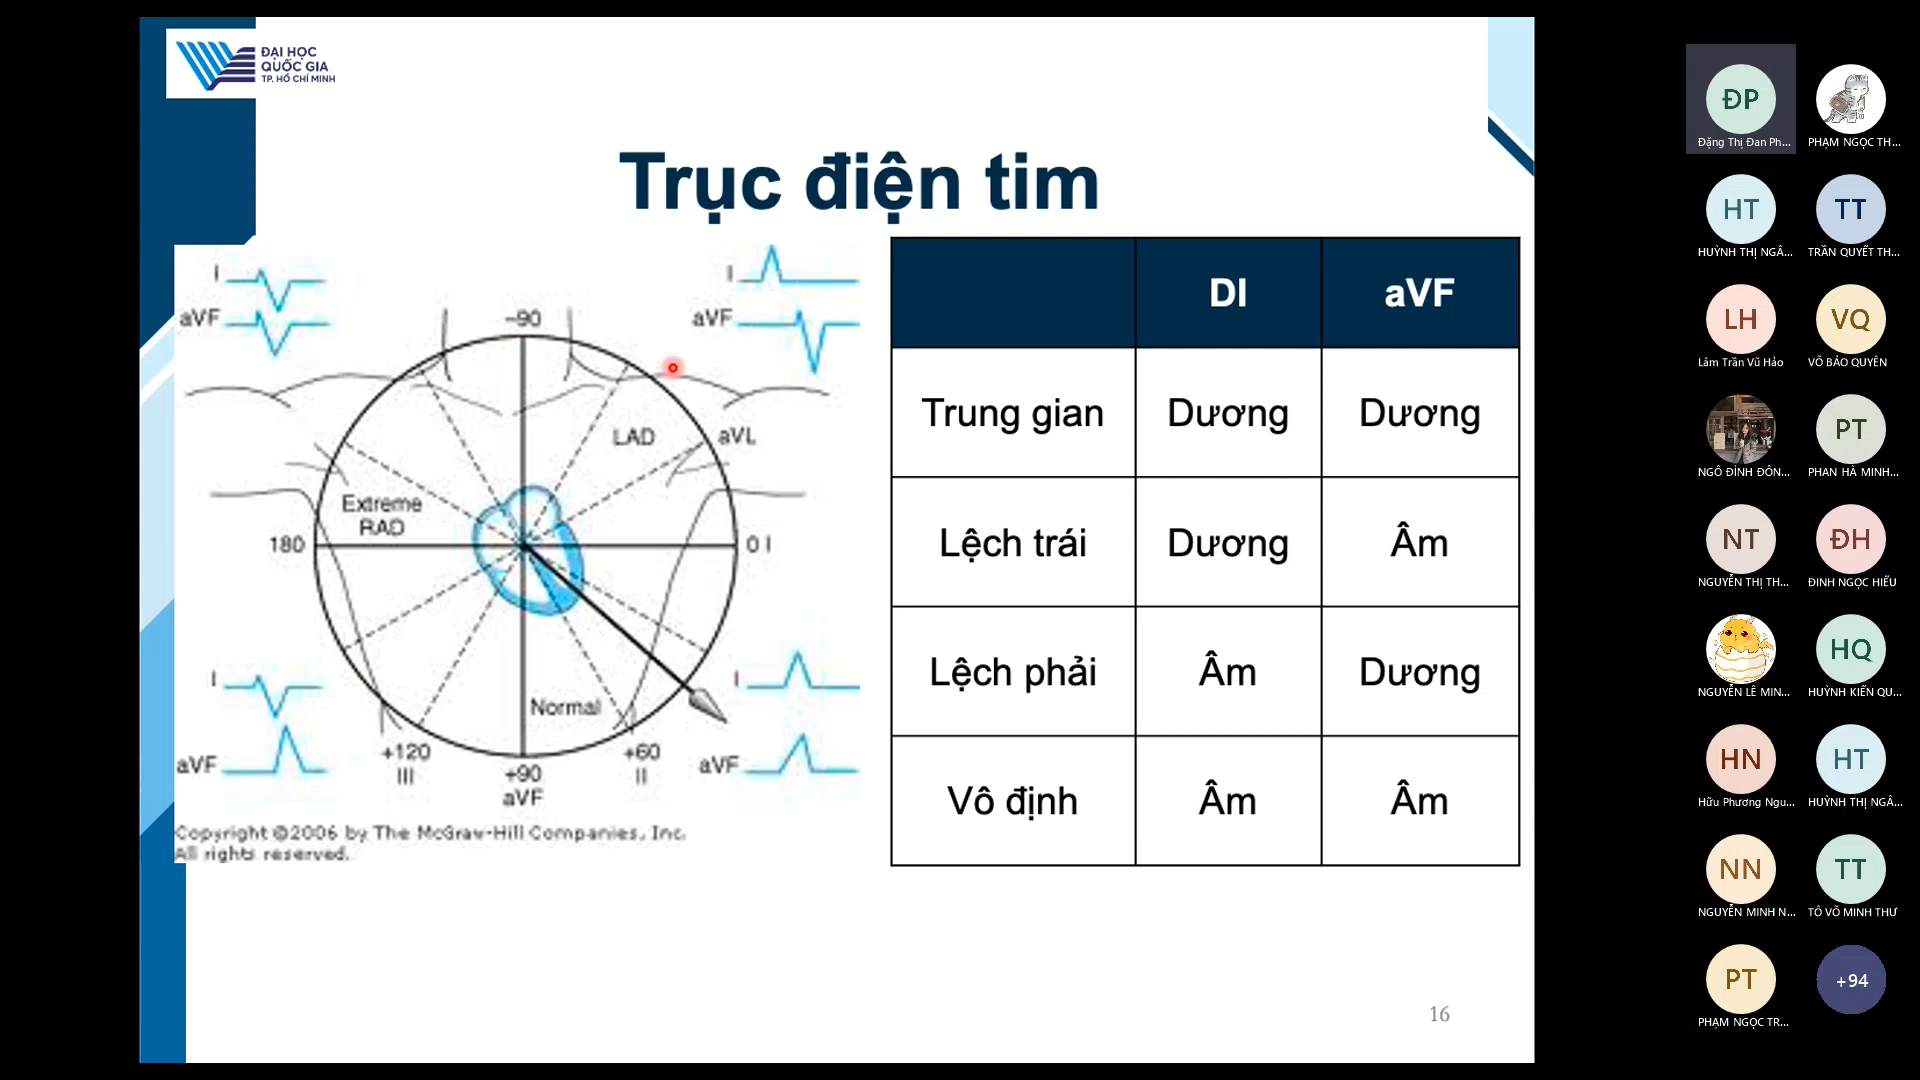 ĐẠI HỌC
QUỐC GIA
TP. HỒ CHÍ MINH
Trục điện tim
I
aVF
I
aVF
−90
LAD
aVL
Extreme
RAD
180
0 I
I
aVF
Normal
+120
III
+90
aVF
+60
II
I
aVF
Copyright ©2006 by The McGraw-Hill Companies, Inc.
All rights reserved.
DI aVF
Trung gian Dương Dương
Lệch trái Dương Âm
Lệch phải Âm Dương
Vô định Âm Âm
16
ĐP
Đặng Thị Đan Ph...
PHẠM NGỌC TH...
HT
HUỲNH THỊ NGÂ...
TT
TRẦN QUYẾT TH...
LH
Lâm Trần Vũ Hảo
VQ
VÕ BẢO QUYÊN
NGÔ ĐÌNH ĐÔN...
PT
PHAN HÀ MINH...
NT
NGUYỄN THỊ TH...
ĐH
ĐINH NGỌC HIẾU
NGUYỄN LÊ MIN...
HQ
HUỲNH KIẾN QU...
HN
Hữu Phương Ngu...
HT
HUỲNH THỊ NGÂ...
NN
NGUYỄN MINH N...
TT
TÔ VÕ MINH THƯ
PT
PHẠM NGỌC TR...
+94